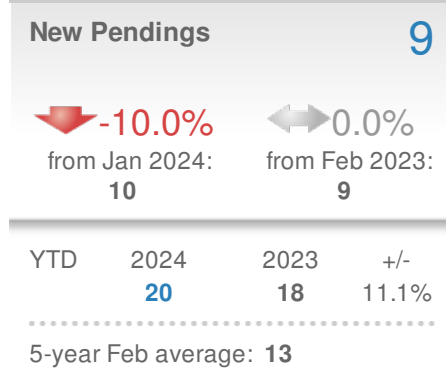 New Pendings 9
-10.0% 0.0%
from Jan 2024: from Feb 2023:
10 9
YTD 2024 2023 +/-
20 18 11.1%
5-year Feb average: 13